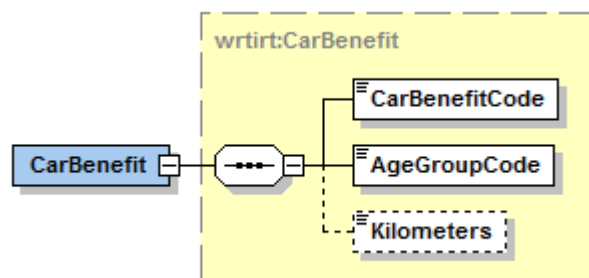 wrtirt:CarBenefit
CarBenefitCode
CarBenefit
AgeGroupCode
Kilometers